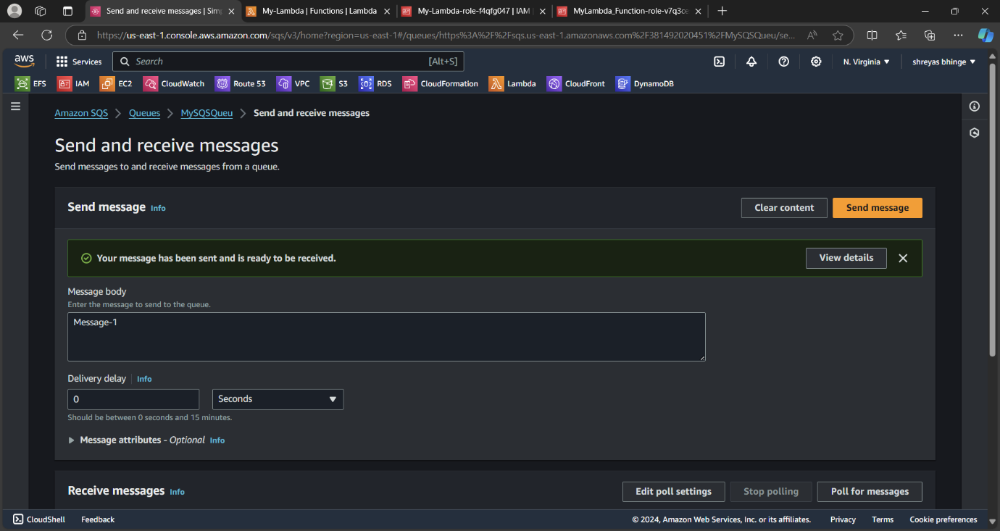 Send and receive messages | Sim
My-Lambda | Functions | Lambda
My-Lambda-role-f4qfg047 | IAM
MyLambda_Function-role-v7q3ce
https://us-east-1.console.aws.amazon.com/sqs/v3/home?region=us-east-1#/queues/https%3A%2F%2Fsqs.us-east-1.amazonaws.com%2F381492020451%2FMySQSQueu/se...
aws
Services
Search
[Alt+S]
N. Virginia
shreyas bhinge
EFS
IAM
EC2
CloudWatch
Route 53
VPC
S3
RDS
CloudFormation
Lambda
CloudFront
DynamoDB
Amazon SQS
Queues
MySQSQueu
Send and receive messages
Send and receive messages
Send messages to and receive messages from a queue.
Send message Info
Clear content
Send message
Your message has been sent and is ready to be received.
View details
Message body
Enter the message to send to the queue.
Message-1
Delivery delay
Info
0
Seconds
Should be between 0 seconds and 15 minutes.
Message attributes - Optional Info
Receive messages Info
Edit poll settings
Stop polling
Poll for messages
CloudShell
Feedback
© 2024, Amazon Web Services, Inc. or its affiliates.
Privacy
Terms
Cookie preferences